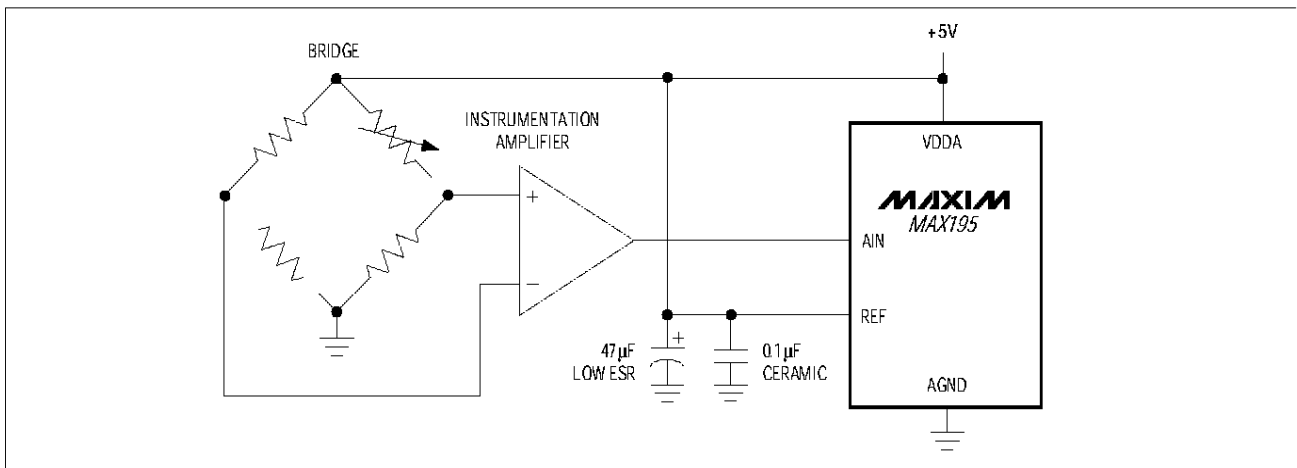 +5V
BRIDGE
INSTRUMENTATION
AMPLIFIER
VDDA
+
MAXIM
MAX195
AIN
−
REF
+
47µF
LOW ESR
0.1µF
CERAMIC
AGND